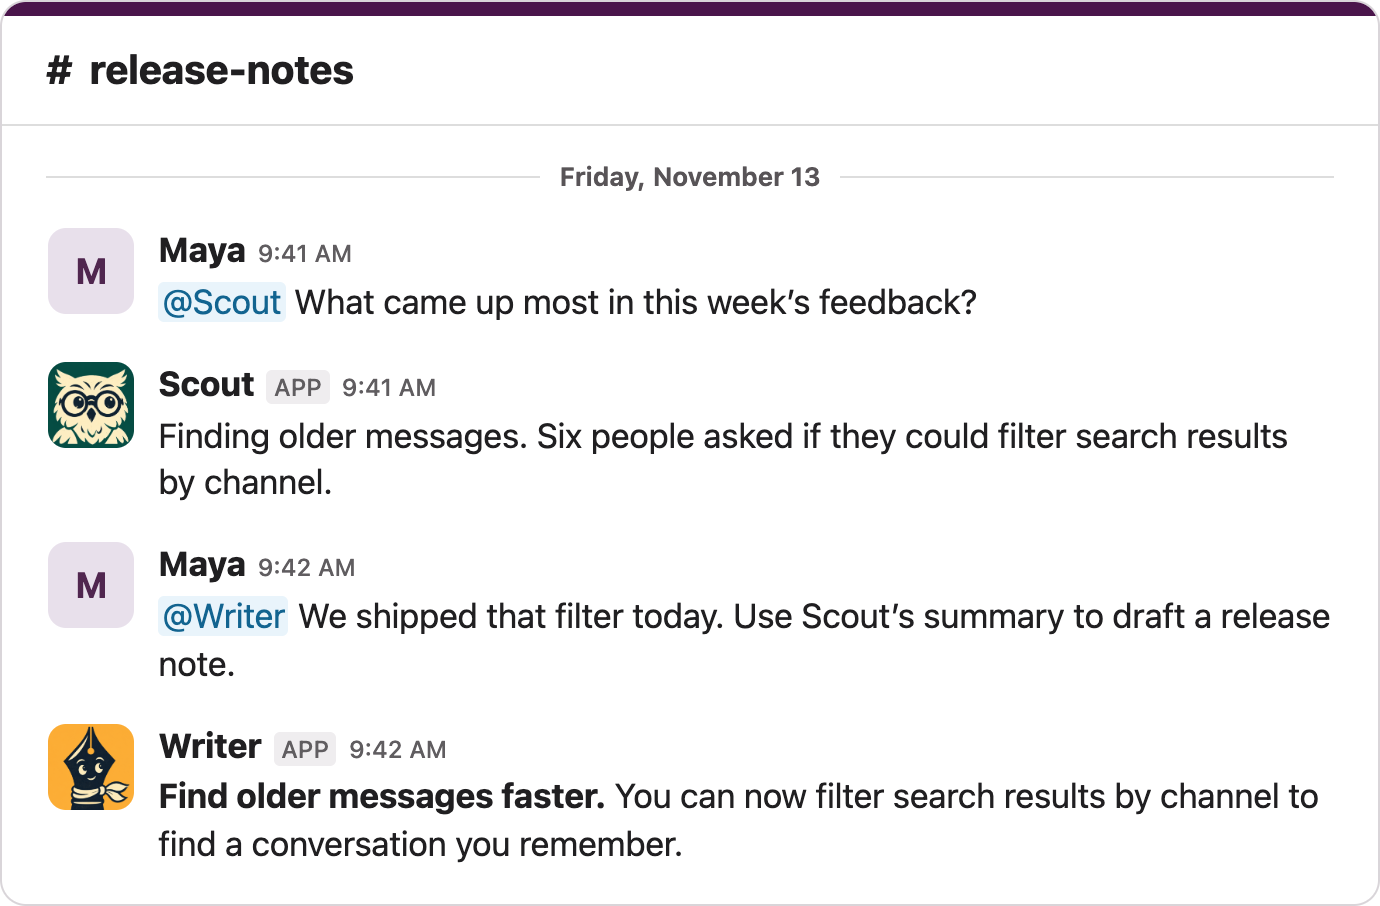 # release-notes
Friday, November 13
M
Maya 9:41 AM
@Scout What came up most in this week’s feedback?
Scout APP 9:41 AM
Finding older messages. Six people asked if they could filter search results
by channel.
M
Maya 9:42 AM
@Writer We shipped that filter today. Use Scout’s summary to draft a release
note.
Writer APP 9:42 AM
Find older messages faster. You can now filter search results by channel to
find a conversation you remember.